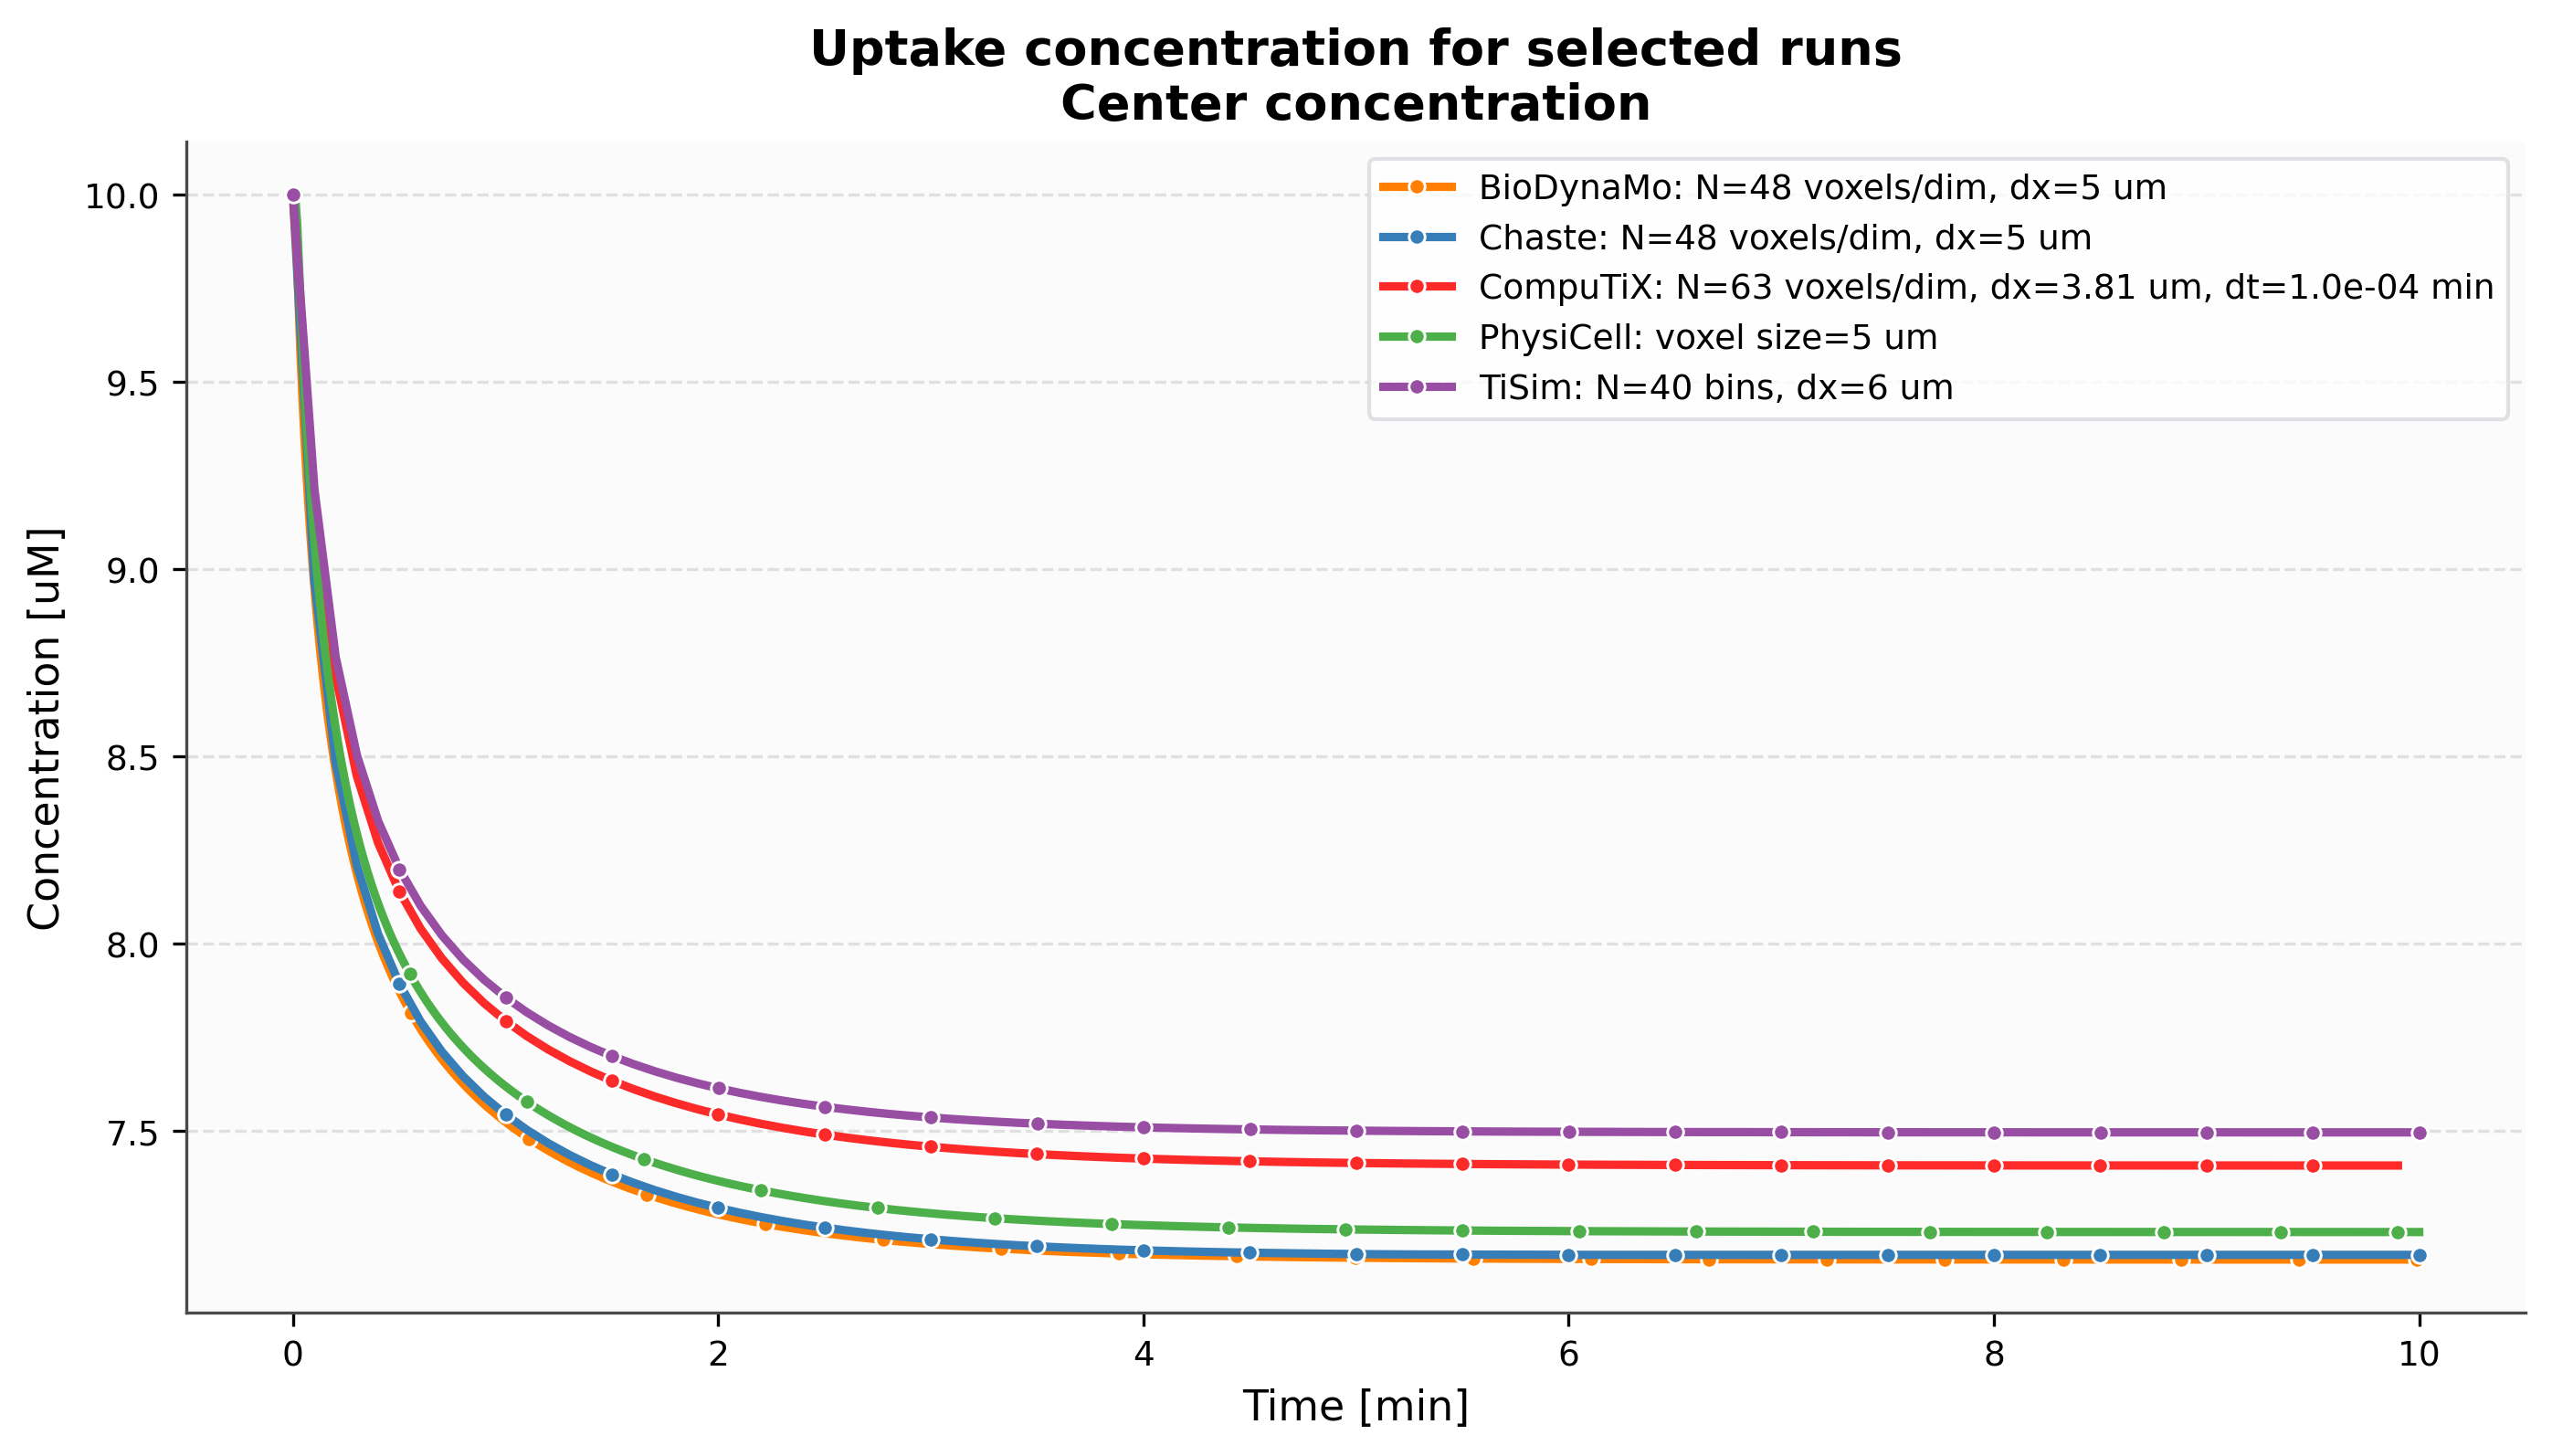 Uptake concentration for selected runs
Center concentration
BioDynaMo: N=48 voxels/dim, dx=5 um
Chaste: N=48 voxels/dim, dx=5 um
CompuTiX: N=63 voxels/dim, dx=3.81 um, dt=1.0e-04 min
PhysiCell: voxel size=5 um
TiSim: N=40 bins, dx=6 um
Concentration [uM]
10.0
9.5
9.0
8.5
8.0
7.5
0 2 4 6 8 10
Time [min]